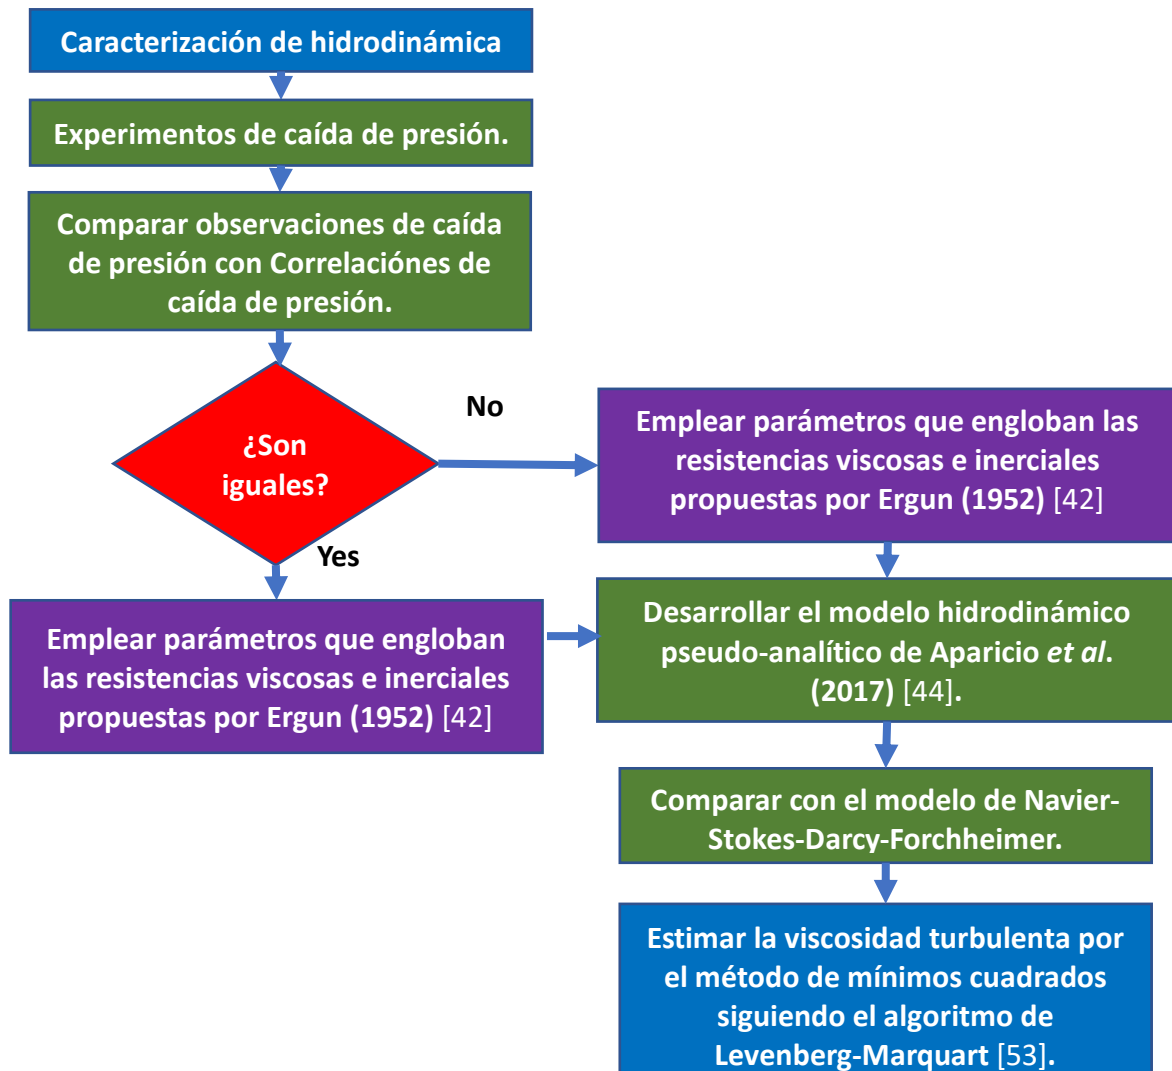 Caracterización de hidrodinámica
Experimentos de caída de presión.
Comparar observaciones de caída
de presión con Correlaciónes de
caída de presión.
¿Son
iguales?
No
Emplear parámetros que engloban las
resistencias viscosas e inerciales
propuestas por Ergun (1952) [42]
Yes
Emplear parámetros que engloban
las resistencias viscosas e inerciales
propuestas por Ergun (1952) [42]
Desarrollar el modelo hidrodinámico
pseudo-analítico de Aparicio et al.
(2017) [44].
Comparar con el modelo de Navier-
Stokes-Darcy-Forchheimer.
Estimar la viscosidad turbulenta por
el método de mínimos cuadrados
siguiendo el algoritmo de
Levenberg-Marquart [53].